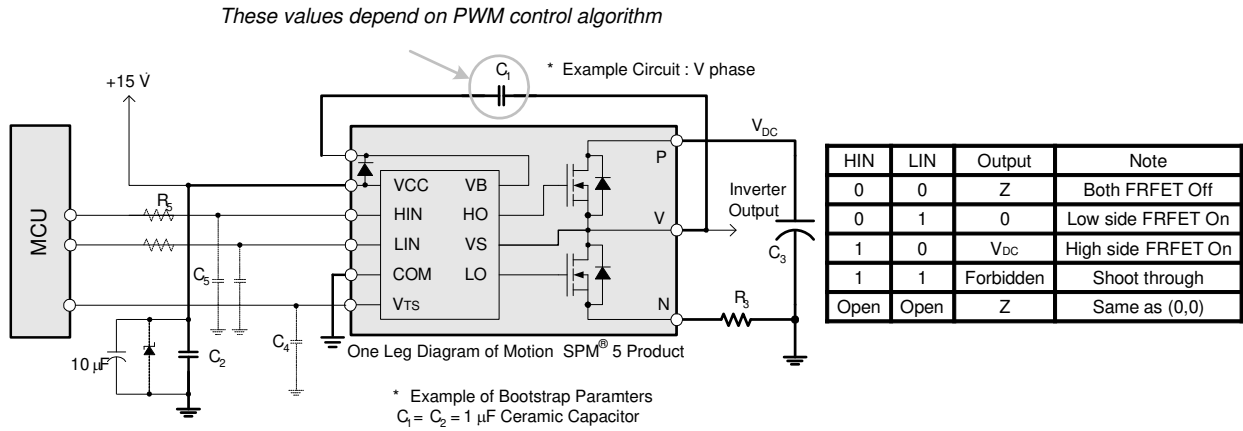 These values depend on PWM control algorithm
C1
* Example Circuit : V phase
+15 V
VDC
P
VCC VB
R5
HIN HO
Inverter
Output
V
MCU
LIN VS
C3
C5
COM LO
VTS
N
R3
10 µF
C2
C4
One Leg Diagram of Motion SPM® 5 Product
* Example of Bootstrap Paramters
C1 = C2 = 1 µF Ceramic Capacitor
HIN LIN Output Note
0 0 Z Both FRFET Off
0 1 0 Low side FRFET On
1 0 VDC High side FRFET On
1 1 Forbidden Shoot through
Open Open Z Same as (0,0)